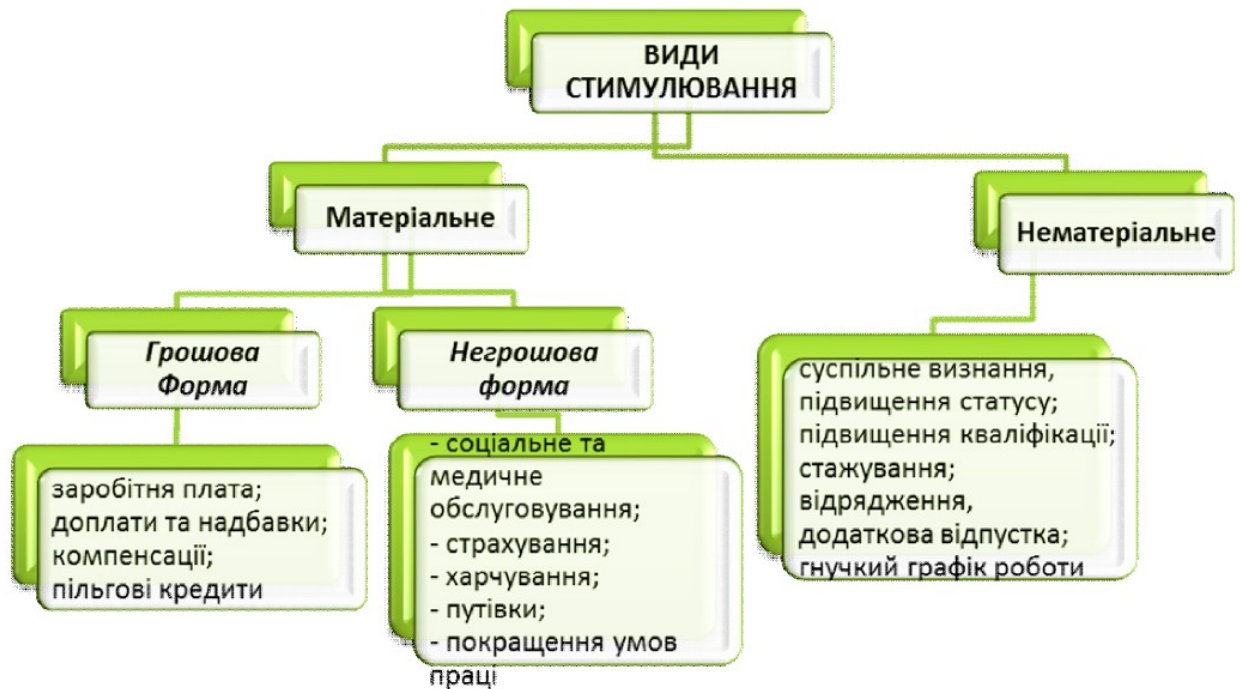 ВИДИ
СТИМУЛЮВАННЯ
Матеріальне
Нематеріальне
Грошова
Форма
Негрошова
форма
заробітня плата;
доплати та надбавки;
компенсації;
пільгові кредити
- соціальне та
медичне
обслуговування;
- страхування;
- харчування;
- путівки;
- покращення умов
праці
суспільне визнання,
підвищення статусу;
підвищення кваліфікації;
стажування;
відрядження,
додаткова відпустка;
гнучкий графік роботи